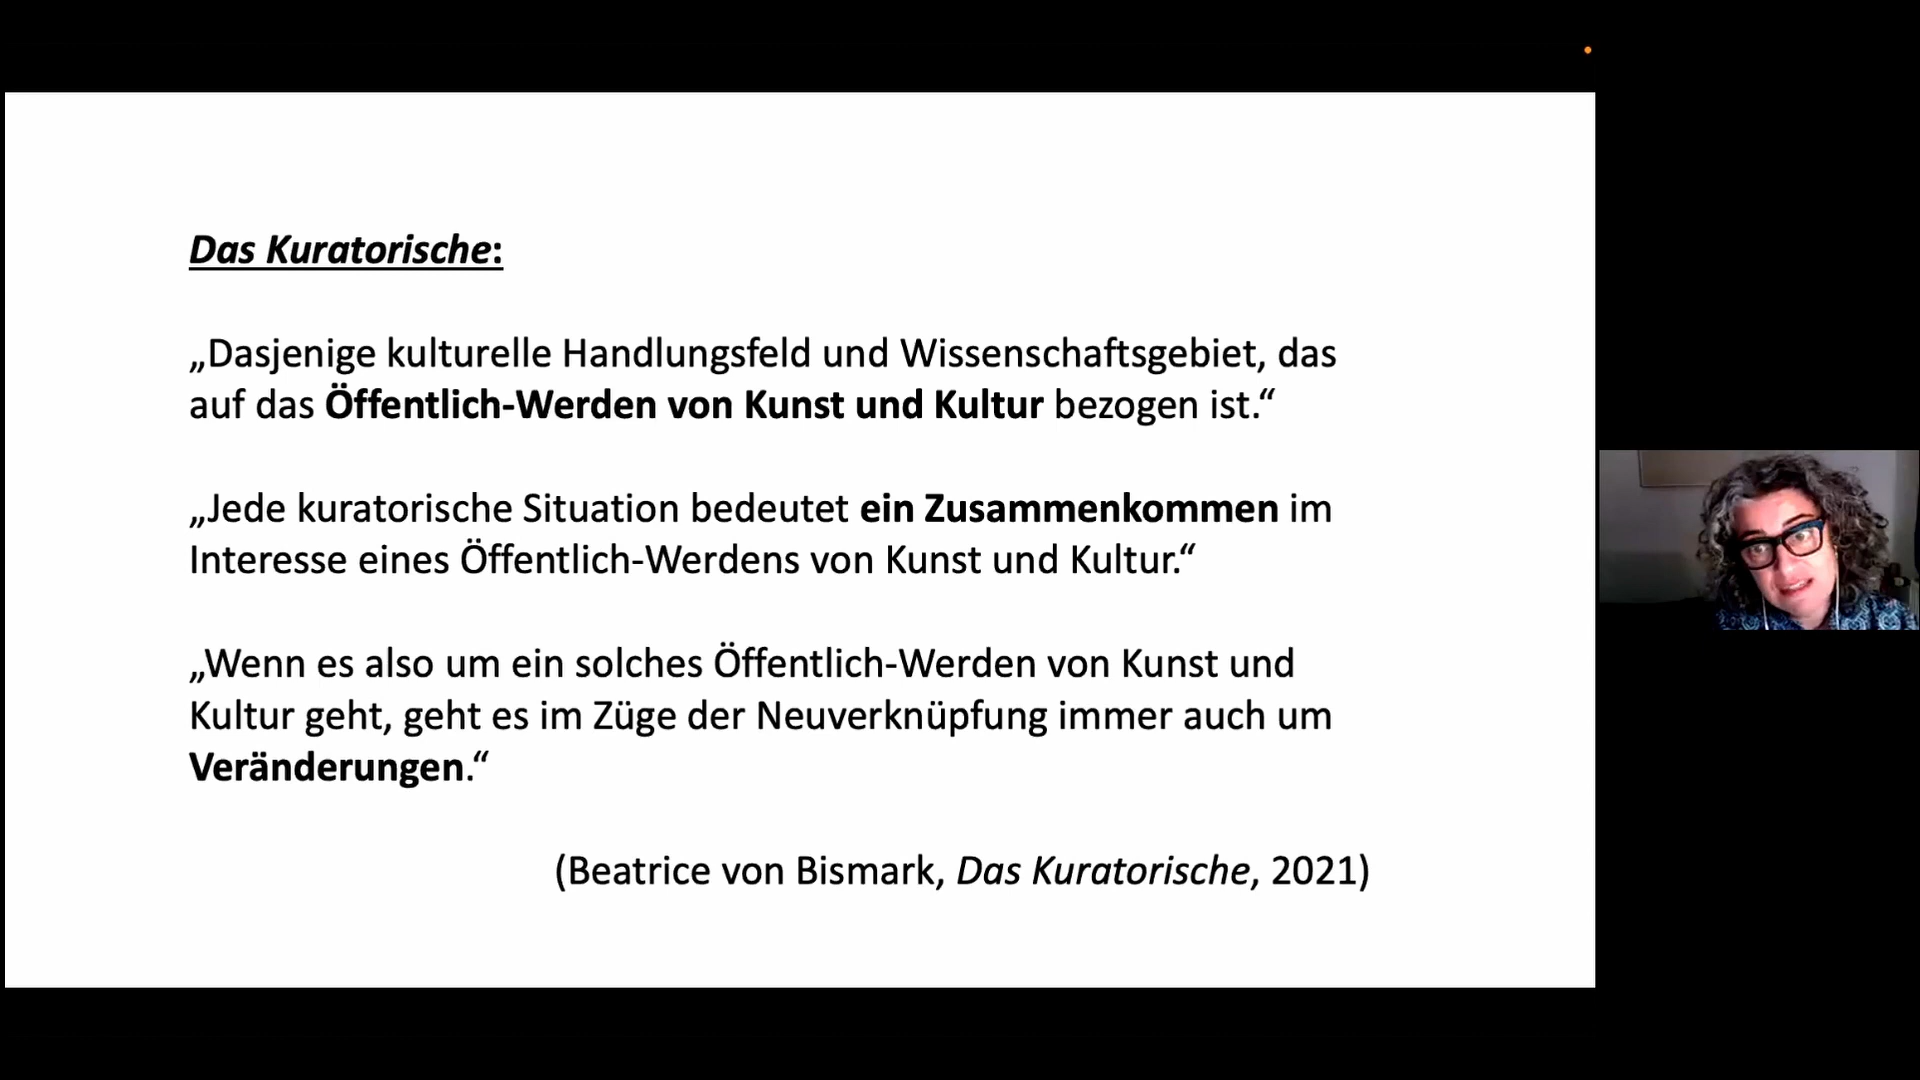 Das Kuratorische:
„Dasjenige kulturelle Handlungsfeld und Wissenschaftsgebiet, das
auf das Öffentlich-Werden von Kunst und Kultur bezogen ist.“
„Jede kuratorische Situation bedeutet ein Zusammenkommen im
Interesse eines Öffentlich-Werdens von Kunst und Kultur.“
„Wenn es also um ein solches Öffentlich-Werden von Kunst und
Kultur geht, geht es im Züge der Neuverknüpfung immer auch um
Veränderungen.“
(Beatrice von Bismark, Das Kuratorische, 2021)